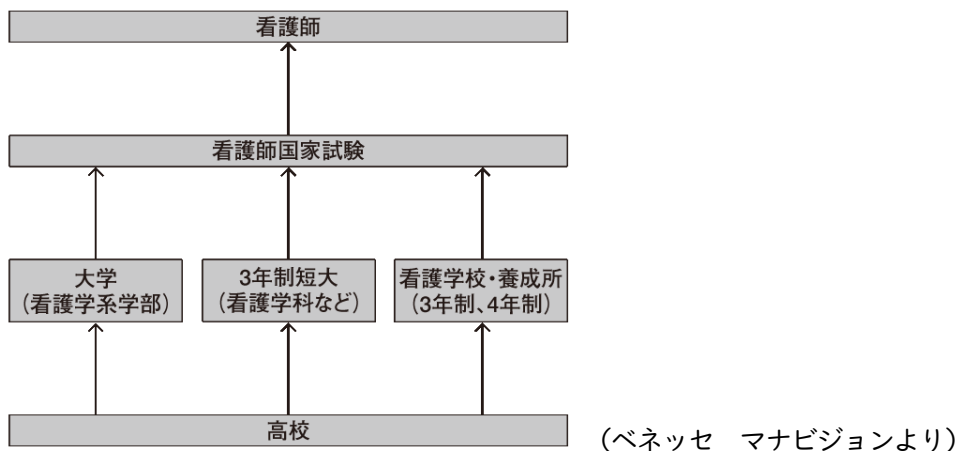 看護師
看護師国家試験
大学
（看護学系学部）
3年制短大
（看護学科など）
看護学校・養成所
（3年制、4年制）
高校
（ベネッセ　マナビジョンより）